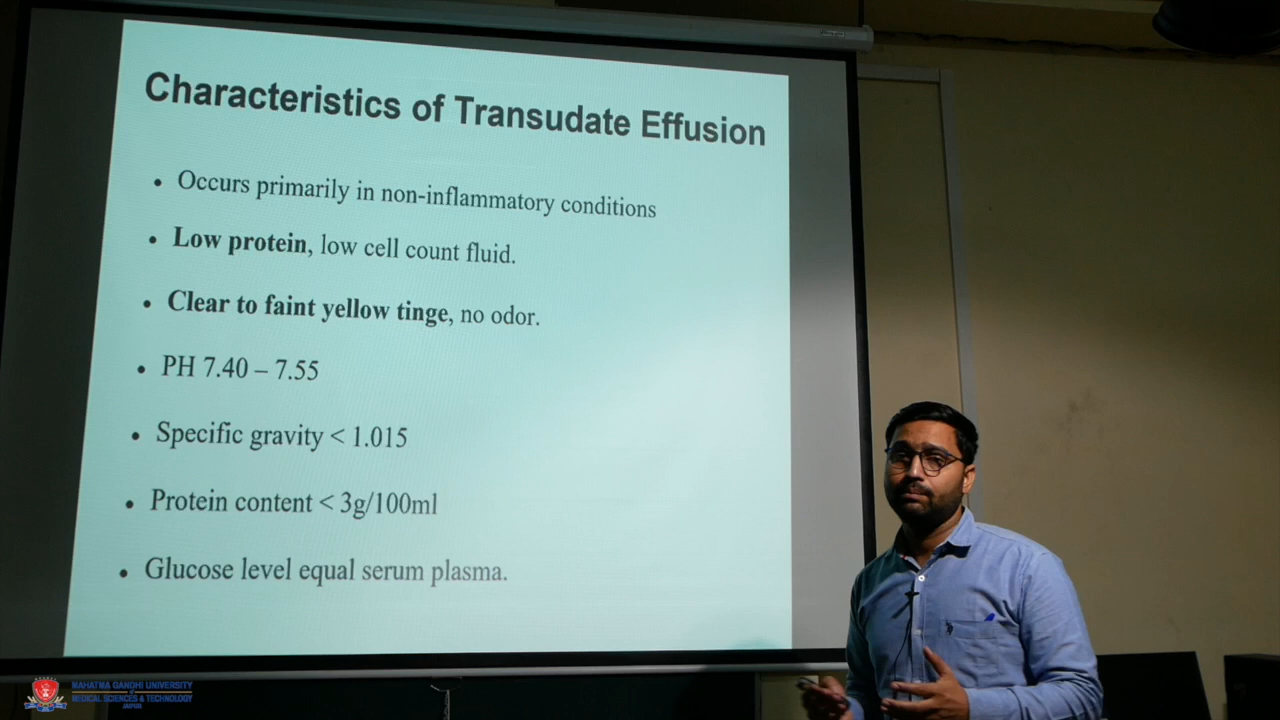 Characteristics of Transudate Effusion
• Occurs primarily in non-inflammatory conditions
• Low protein, low cell count fluid.
• Clear to faint yellow tinge, no odor.
• PH 7.40 – 7.55
• Specific gravity < 1.015
• Protein content < 3g/100ml
• Glucose level equal serum plasma.
MAHATMA GANDHI UNIVERSITY
of
MEDICAL SCIENCES & TECHNOLOGY
JAIPUR